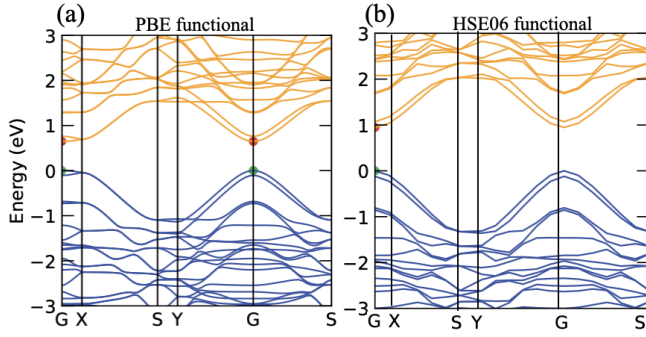 (a) PBE functional
(b) HSE06 functional
Energy (eV)
3
2
1
0
−1
−2
−3
G X S Y G S
3
2
1
0
−1
−2
−3
G X S Y G S